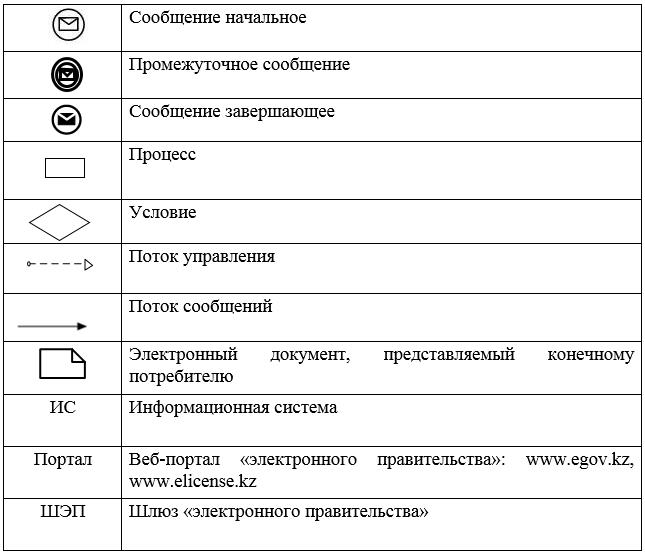 Сообщение начальное
Промежуточное сообщение
Сообщение завершающее
Процесс
Условие
Поток управления
Поток сообщений
Электронный документ, представляемый конечному
потребителю
ИС Информационная система
Портал Веб-портал «электронного правительства»: www.egov.kz,
www.elicense.kz
ШЭП Шлюз «электронного правительства»